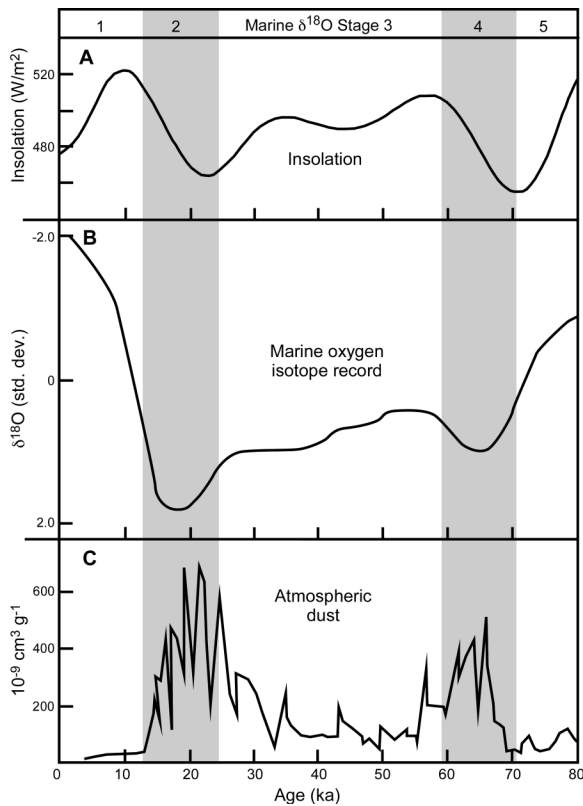 1 2 Marine δ¹⁸O Stage 3 4 5
A
Insolation (W/m²)
520
480
Insolation
B
δ¹⁸O (std. dev.)
-2.0
0
2.0
Marine oxygen
isotope record
C
10⁻⁹ cm³ g⁻¹
600
400
200
Atmospheric
dust
0 10 20 30 40 50 60 70 80
Age (ka)